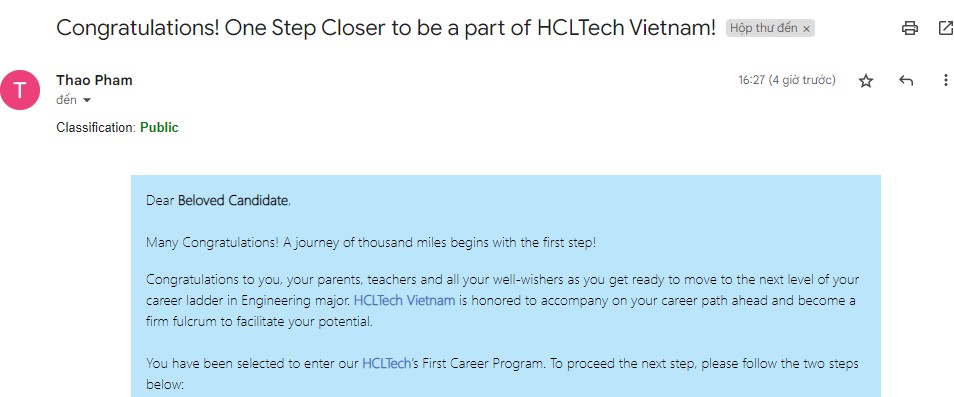 Congratulations! One Step Closer to be a part of HCLTech Vietnam! Hộp thư đến ×
T
Thao Pham
16:27 (4 giờ trước)
đến
Classification: Public
Dear Beloved Candidate,
Many Congratulations! A journey of thousand miles begins with the first step!
Congratulations to you, your parents, teachers and all your well-wishers as you get ready to move to the next level of your
career ladder in Engineering major. HCLTech Vietnam is honored to accompany on your career path ahead and become a
firm fulcrum to facilitate your potential.
You have been selected to enter our HCLTech's First Career Program. To proceed the next step, please follow the two steps
below: